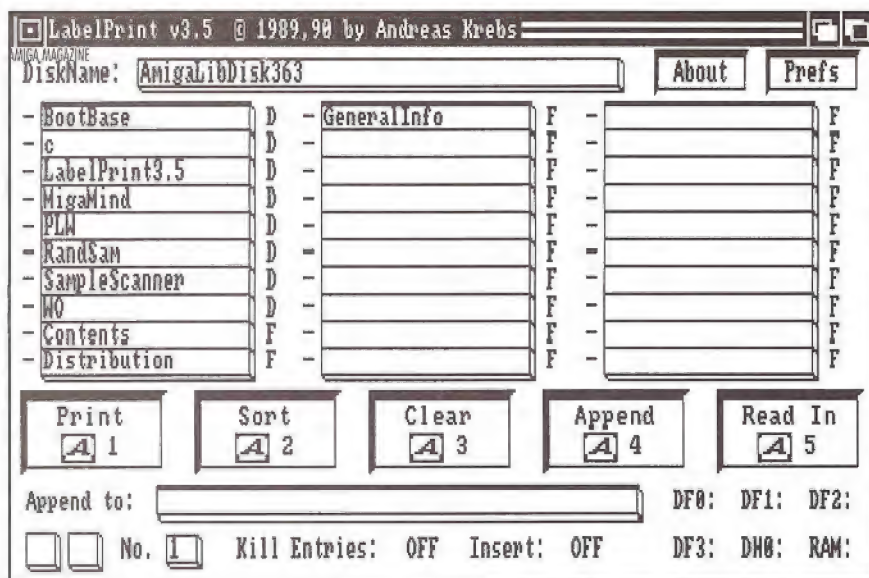 LabelPrint v3.5 © 1989,90 by Andreas Krebs
AMIGA MAGAZINE
DiskName: AmigaLibDisk363 About Prefs
- BootBase D - GeneralInfo F - F
- c D - F - F
- LabelPrint3.5 D - F - F
- MigaMind D - F - F
- PLW D - F - F
- RandSam D - F - F
- SampleScanner D - F - F
- WO D - F - F
- Contents F - F - F
- Distribution F - F - F
Print Sort Clear Append Read In
A 1 A 2 A 3 A 4 A 5
Append to: DF0: DF1: DF2:
No. 1 Kill Entries: OFF Insert: OFF DF3: DH0: RAM: